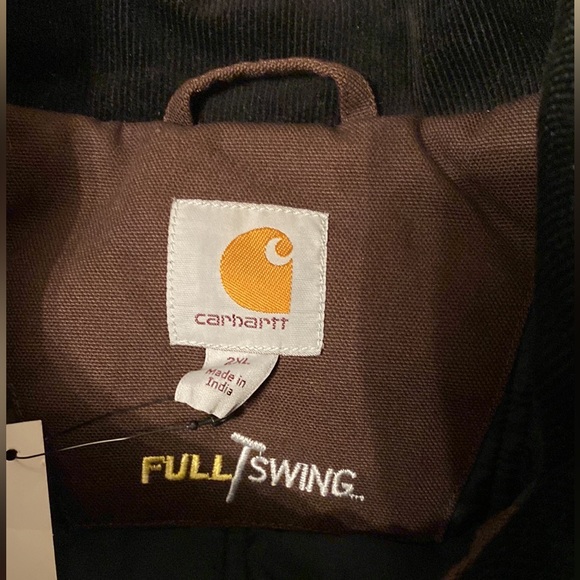 carhartt
2XL
Made in
India
FULL SWING...